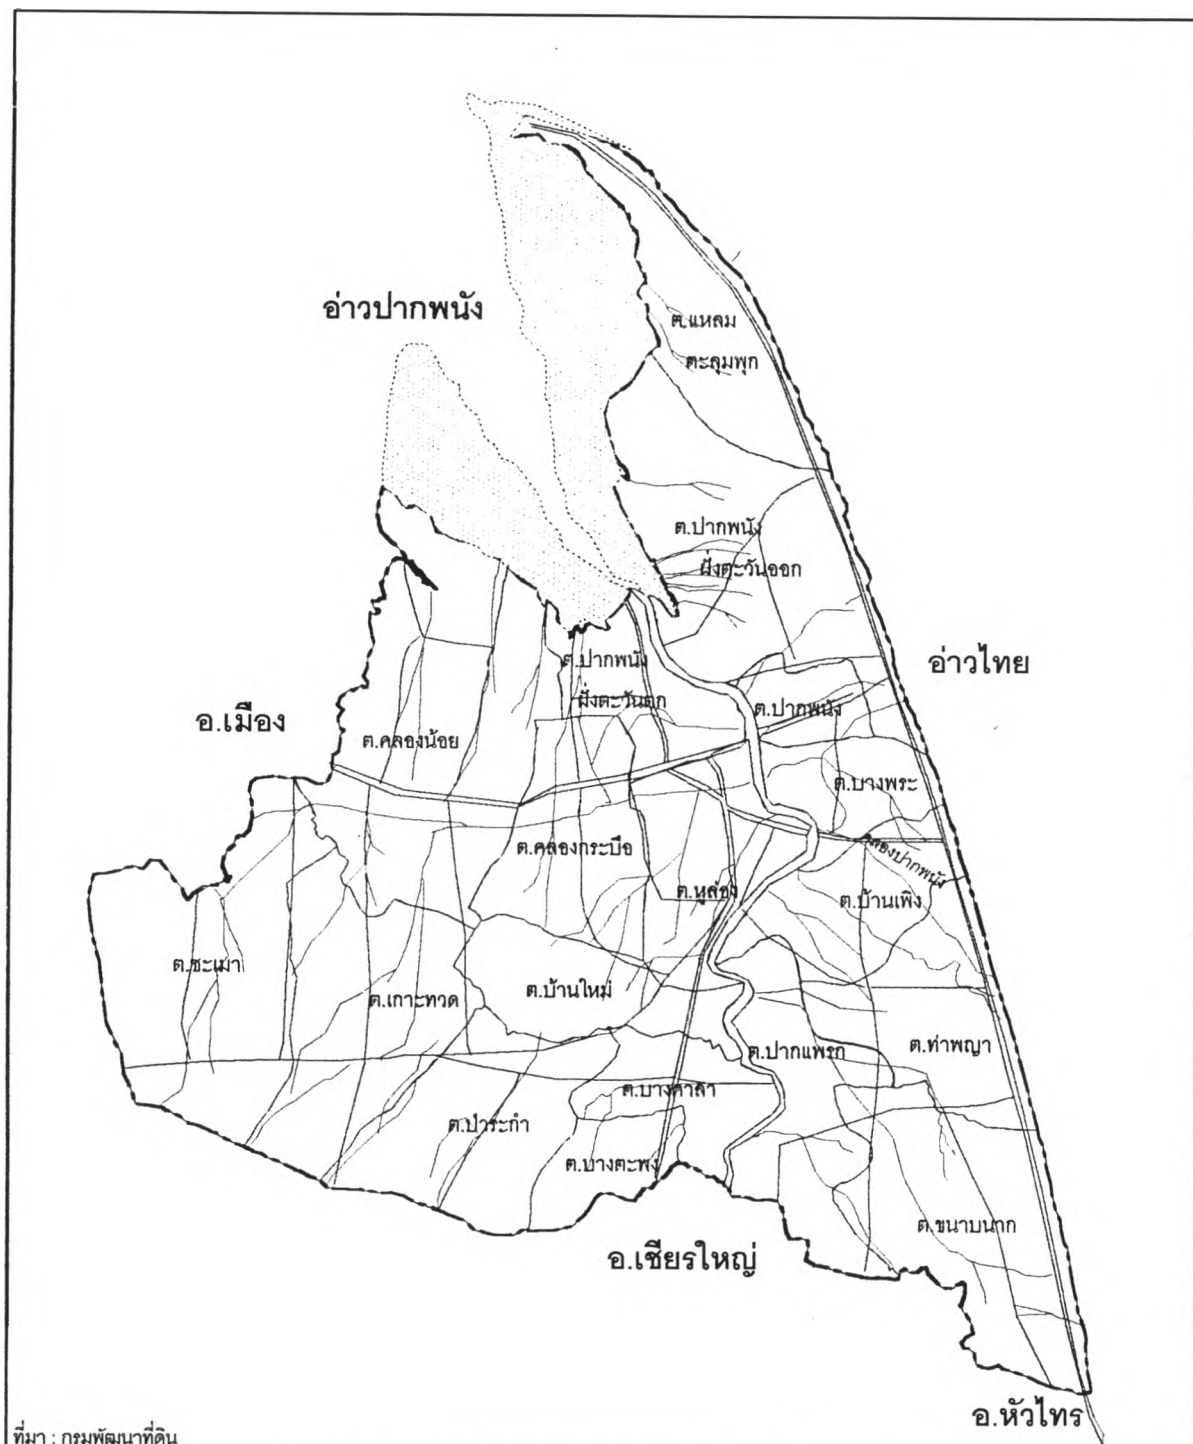 อ่าวปากพนัง
ต.แหลม
ตะลุมพุก
ต.ปากพนัง
ฝั่งตะวันออก
อ่าวไทย
ต.ปากพนัง
ฝั่งตะวันตก
ต.ปากพนัง
อ.เมือง
ต.คลองน้อย
ต.บางพระ
ต.คลองกระบือ
คลองปากพนัง
ต.หูล่อง
ต.บ้านเพิง
ต.ชะเมา
ต.เกาะทวด
ต.บ้านใหม่
ต.ปากแพรก
ต.ท่าพญา
ต.บางศาลา
ต.ป่าระกำ
ต.บางตะพง
ต.ขนาบนาก
อ.เชียรใหญ่
อ.หัวไทร
ที่มา : กรมพัฒนาที่ดิน